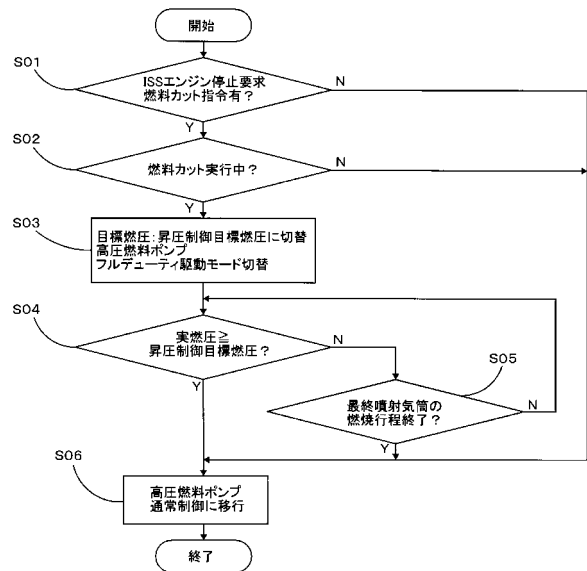 開始
S01
ISSエンジン停止要求
燃料カット指令有?
N
Y
S02
燃料カット実行中?
N
Y
S03
目標燃圧:昇圧制御目標燃圧に切替
高圧燃料ポンプ
フルデューティ駆動モード切替
S04
実燃圧≧
昇圧制御目標燃圧?
N
Y
S05
最終噴射気筒の
燃焼行程終了?
N
Y
S06
高圧燃料ポンプ
通常制御に移行
終了